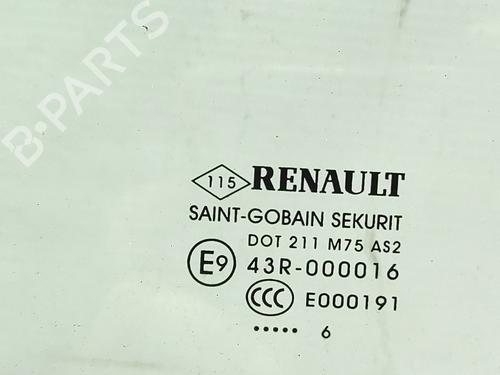 B-PARTS
115 RENAULT
SAINT-GOBAIN SEKURIT
DOT 211 M75 AS2
E9 43R-000016
CCC E000191
..... 6